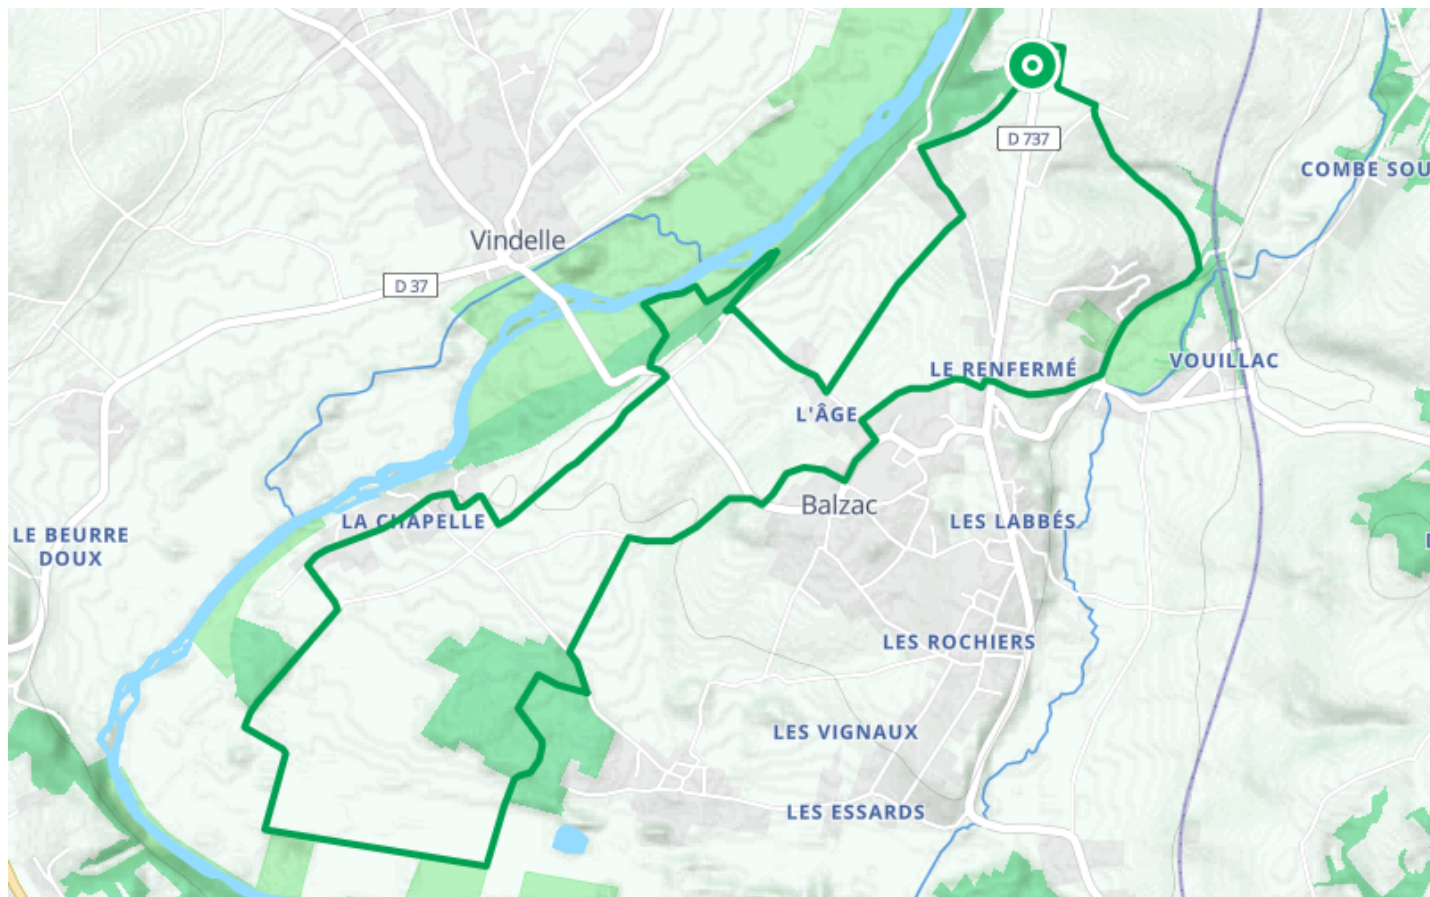 D 737
COMBE SOU
Vindelle
D 37
VOUILLAC
LE RENFERMÉ
L'ÂGE
Balzac
LA CHAPELLE
LES LABBÉS
LE BEURRE
DOUX
LES ROCHIERS
LES VIGNAUX
LES ESSARDS